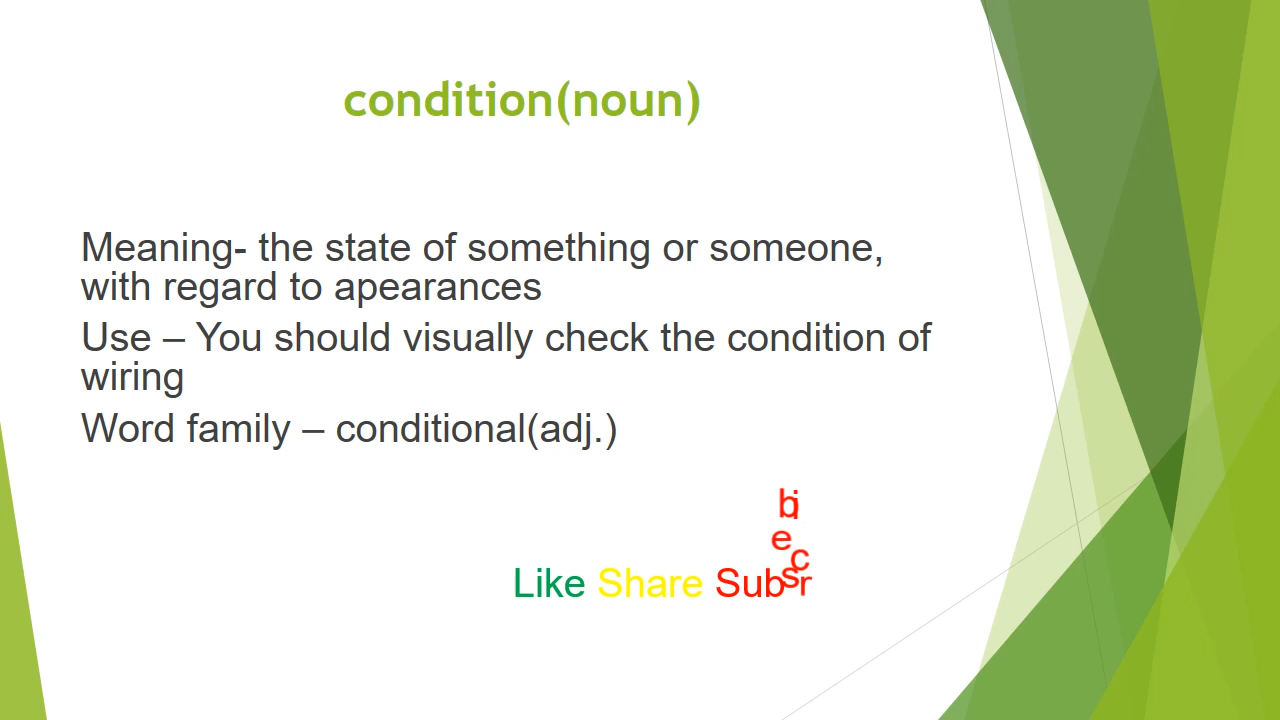 condition(noun)
Meaning- the state of something or someone,
with regard to apearances
Use – You should visually check the condition of
wiring
Word family – conditional(adj.)
Like Share Subscribe